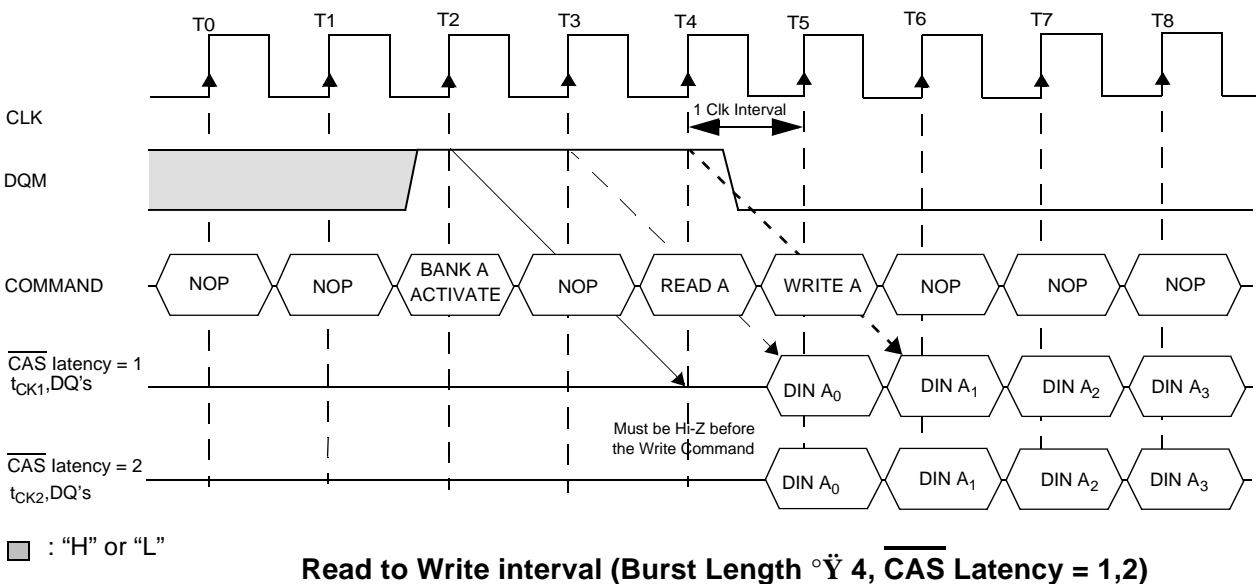 T0 T1 T2 T3 T4 T5 T6 T7 T8
CLK
1 Clk Interval
DQM
COMMAND
NOP NOP BANK A ACTIVATE NOP READ A WRITE A NOP NOP NOP
CAS latency = 1
tCK1,DQ's
DIN A0 DIN A1 DIN A2 DIN A3
Must be Hi-Z before
the Write Command
CAS latency = 2
tCK2,DQ's
DIN A0 DIN A1 DIN A2 DIN A3
: “H” or “L”
Read to Write interval (Burst Length °Ÿ 4, CAS Latency = 1,2)